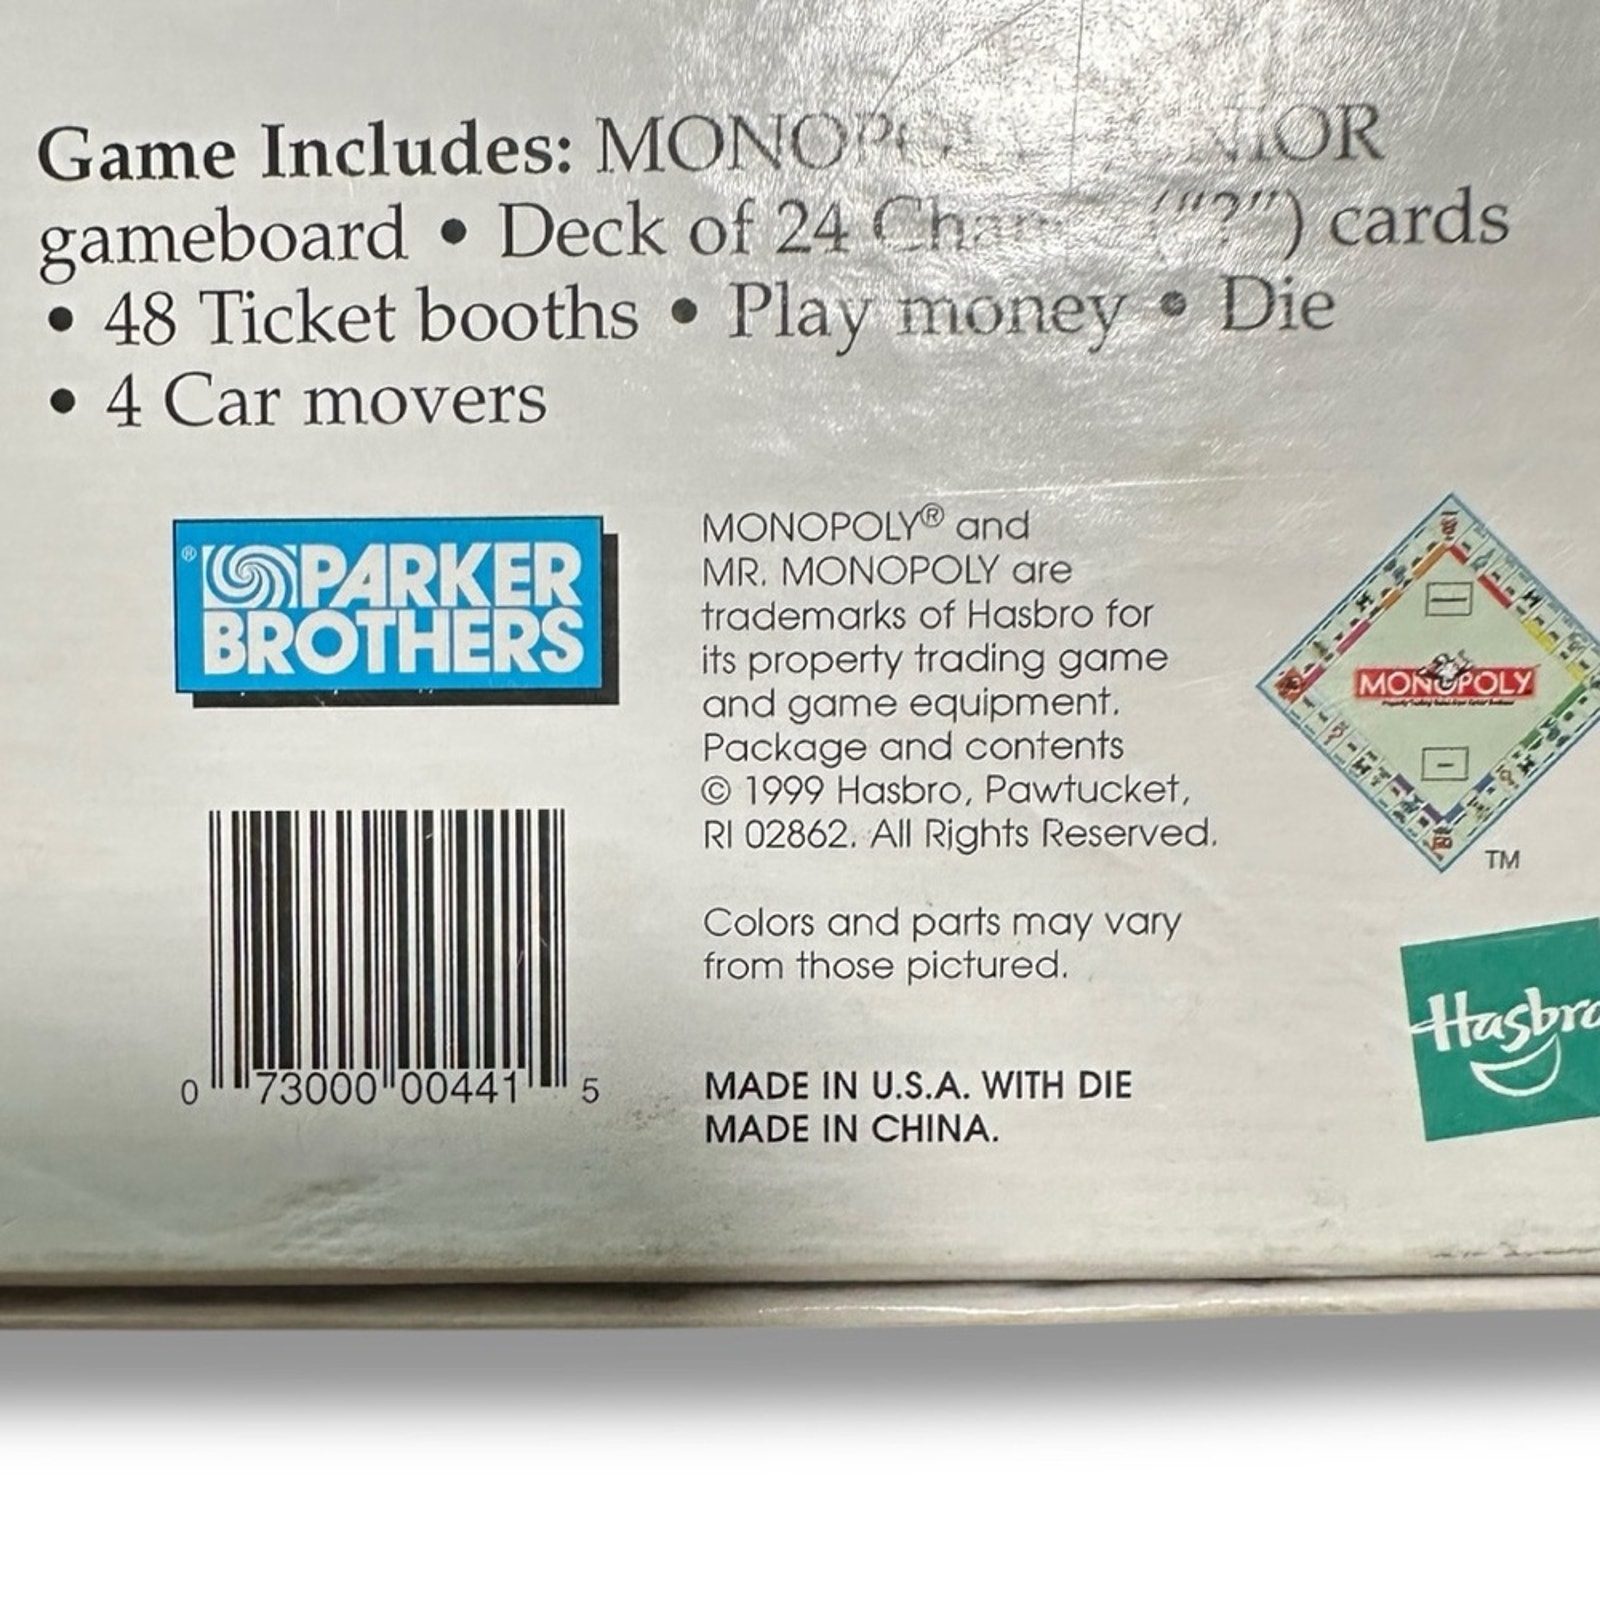 Game Includes: MONOPOLY JUNIOR
gameboard • Deck of 24 Chance ("?") cards
• 48 Ticket booths • Play money • Die
• 4 Car movers
® PARKER
BROTHERS
MONOPOLY® and
MR. MONOPOLY are
trademarks of Hasbro for
its property trading game
and game equipment.
Package and contents
© 1999 Hasbro, Pawtucket,
RI 02862. All Rights Reserved.
MONOPOLY
TM
Colors and parts may vary
from those pictured.
Hasbro
0 73000 00441 5
MADE IN U.S.A. WITH DIE
MADE IN CHINA.